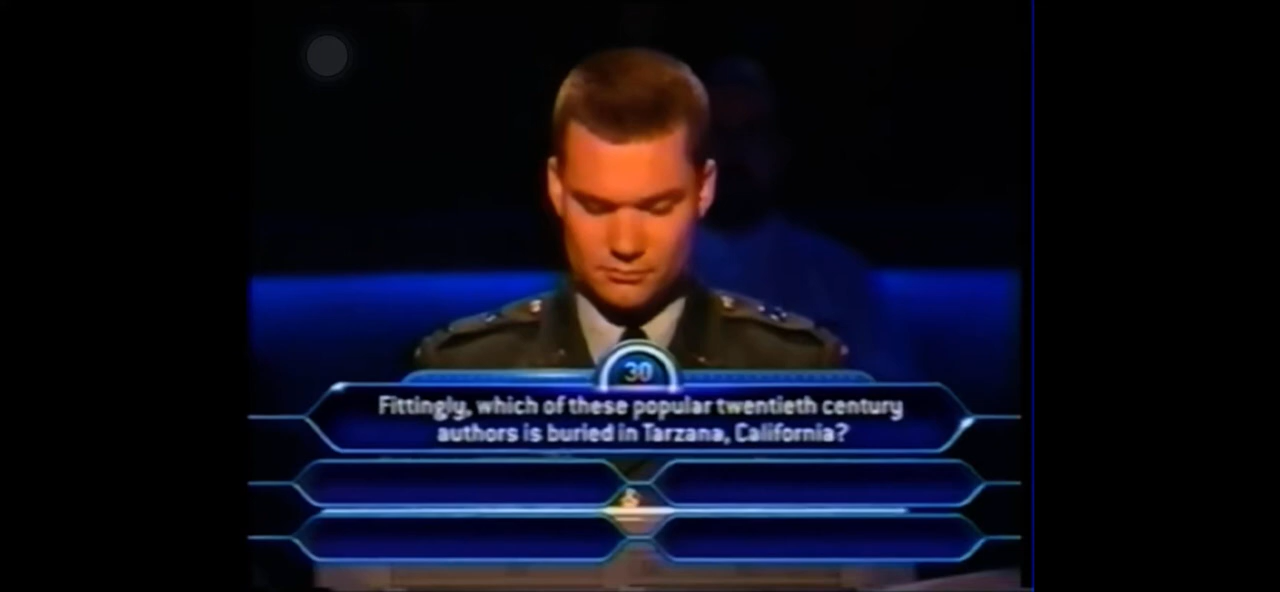 30
Fittingly, which of these popular twentieth century
authors is buried in Tarzana, California?